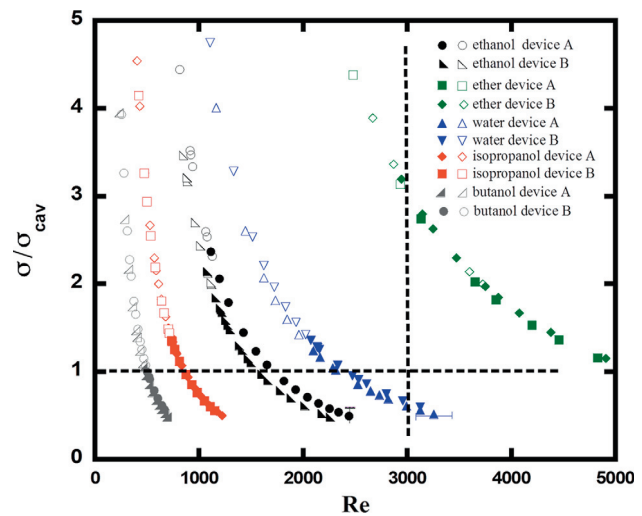 5
4
3
2
1
0
σ/σcav
0 1000 2000 3000 4000 5000
Re
ethanol device A
ethanol device B
ether device A
ether device B
water device A
water device B
isopropanol device A
isopropanol device B
butanol device A
butanol device B